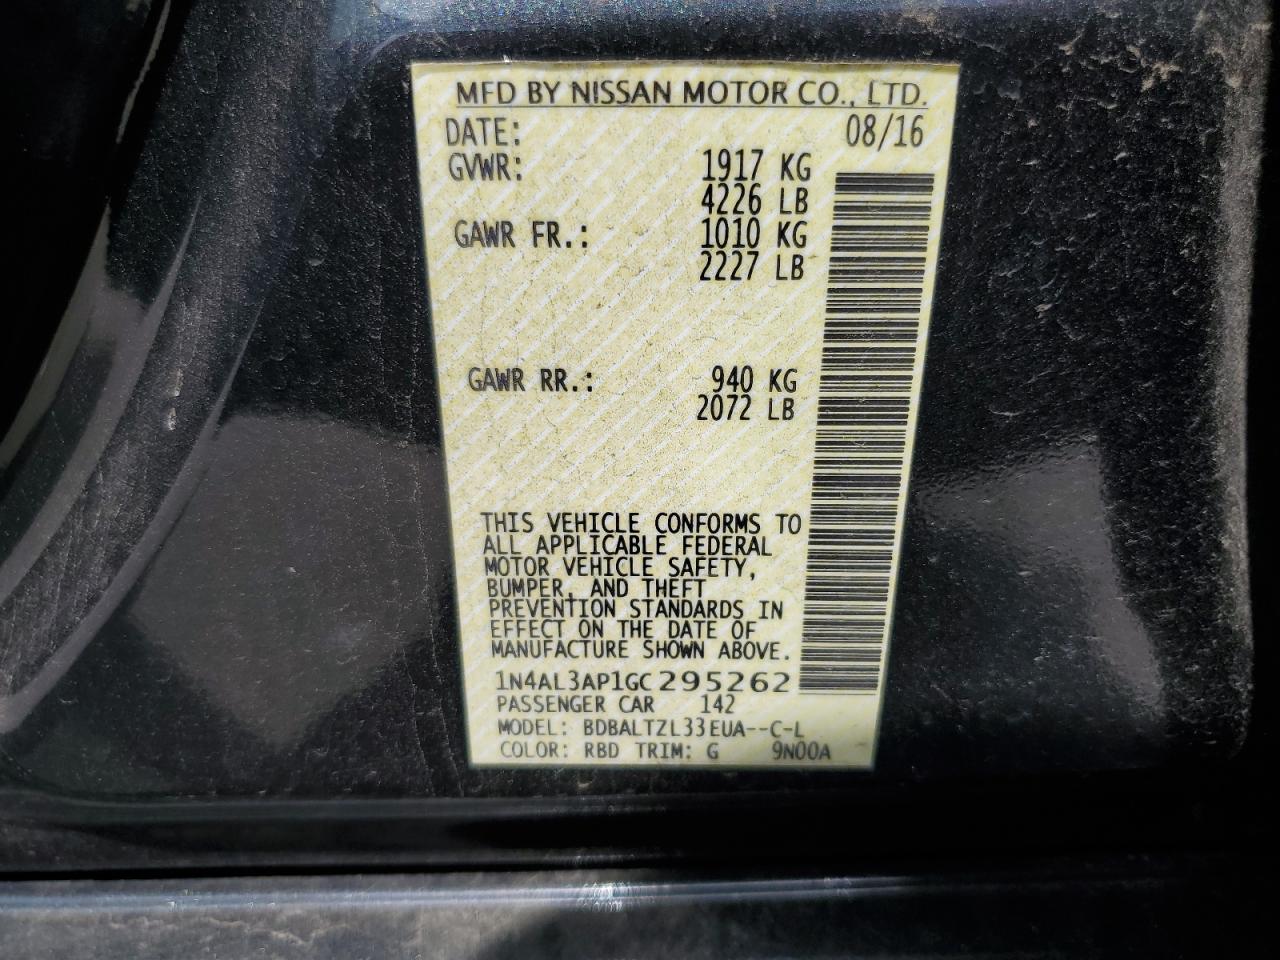 MFD BY NISSAN MOTOR CO., LTD.
DATE: 08/16
GVWR: 1917 KG
4226 LB
GAWR FR.: 1010 KG
2227 LB
GAWR RR.: 940 KG
2072 LB
THIS VEHICLE CONFORMS TO
ALL APPLICABLE FEDERAL
MOTOR VEHICLE SAFETY,
BUMPER, AND THEFT
PREVENTION STANDARDS IN
EFFECT ON THE DATE OF
MANUFACTURE SHOWN ABOVE.
1N4AL3AP1GC295262
PASSENGER CAR 142
MODEL: BDBALTZL33EUA--C-L
COLOR: RBD TRIM: G 9N00A